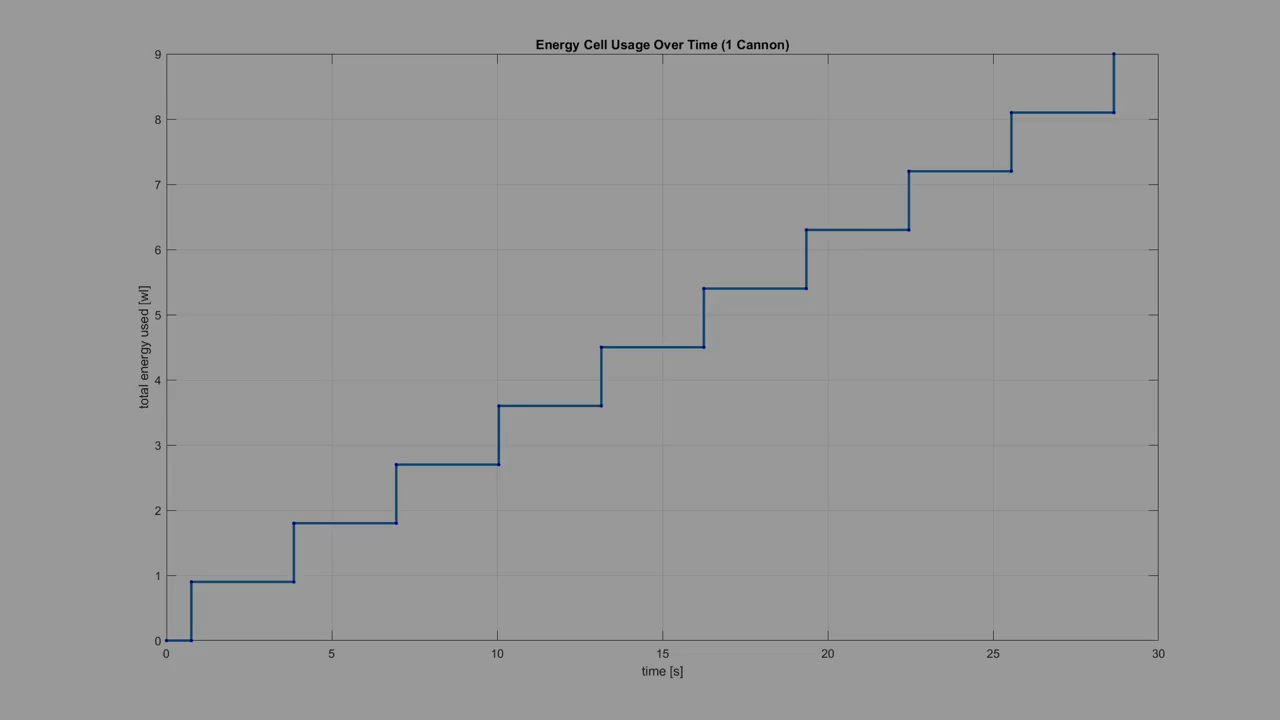 Energy Cell Usage Over Time (1 Cannon)
9
8
7
6
5
4
3
2
1
0
total energy used [wl]
0 5 10 15 20 25 30
time [s]